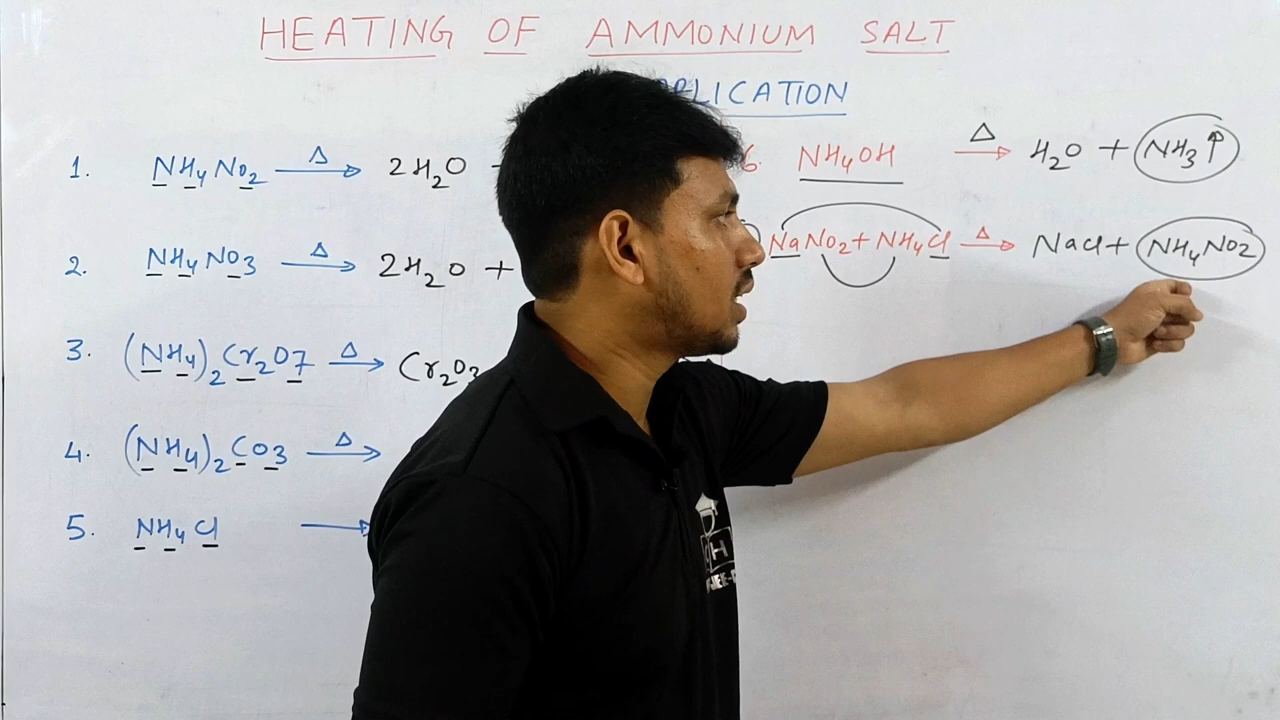 HEATING OF AMMONIUM SALT
PLICATION
1. NH4NO2 Δ→ 2H2O
2. NH4NO3 Δ→ 2H2O +
3. (NH4)2Cr2O7 Δ→ Cr2O3
4. (NH4)2CO3 Δ→
5. NH4Cl →
6. NH4OH Δ→ H2O + NH3↑
NaNO2 + NH4Cl Δ→ NaCl + NH4NO2